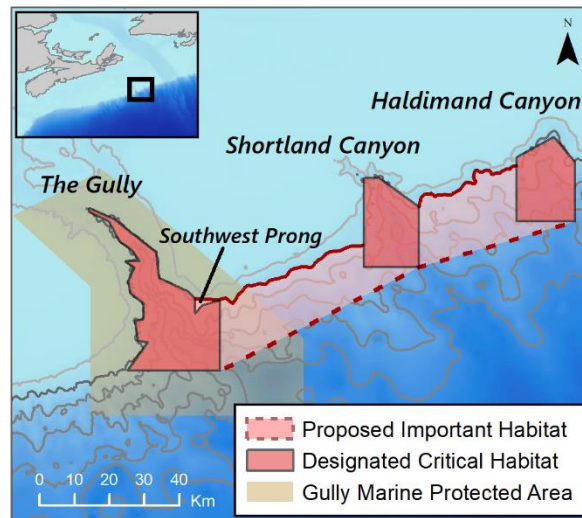 N
Haldimand Canyon
Shortland Canyon
The Gully
Southwest Prong
Proposed Important Habitat
Designated Critical Habitat
Gully Marine Protected Area
0 10 20 30 40
Km